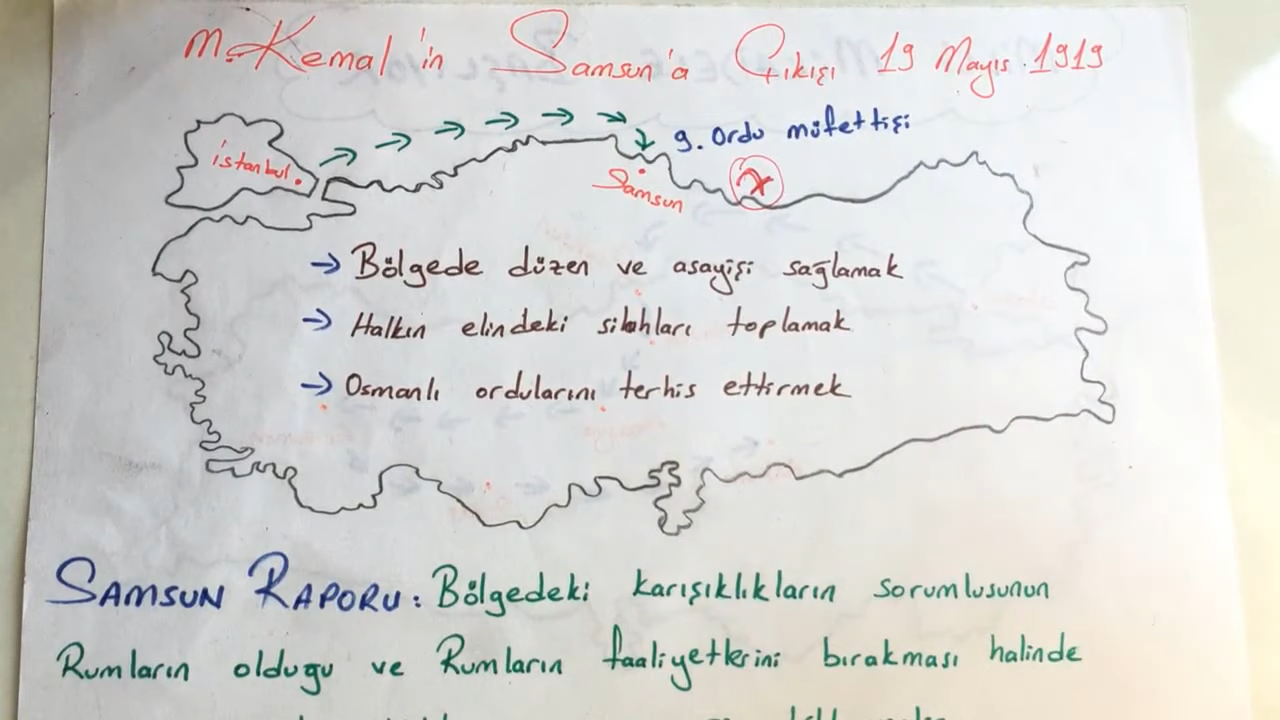 M. Kemal'in Samsun'a Çıkışı 19 Mayıs 1919
9. Ordu müfettişi
İstanbul
Samsun
→ Bölgede düzen ve asayişi sağlamak
→ Halkın elindeki silahları toplamak
→ Osmanlı ordularını terhis ettirmek
SAMSUN RAPORU: Bölgedeki karışıklıkların sorumlusunun
Rumların olduğu ve Rumların faaliyetlerini bırakması halinde